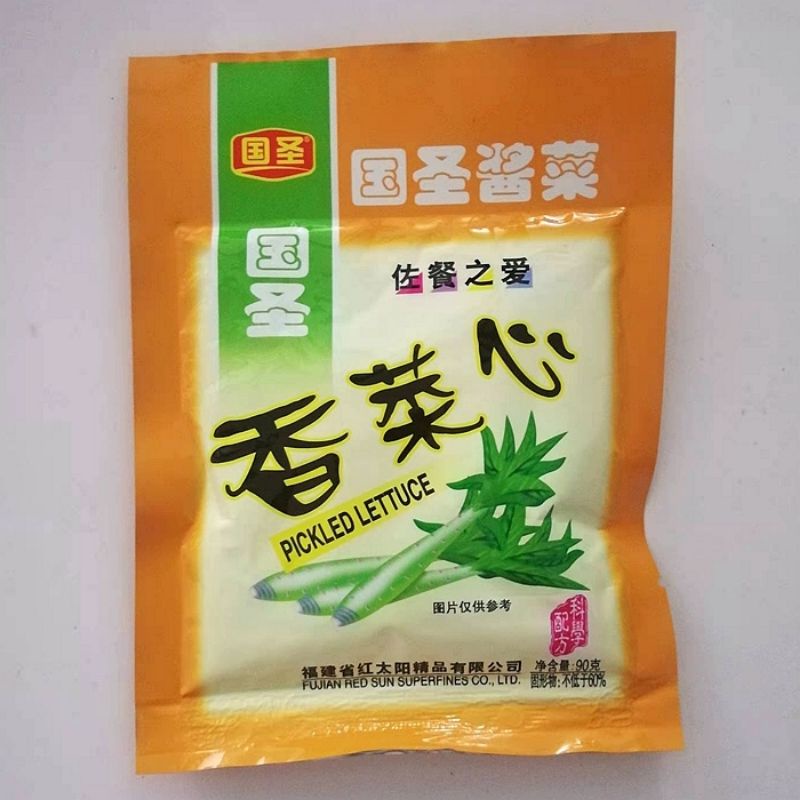 国圣®
国圣酱菜
国圣
佐餐之爱
香菜心
PICKLED LETTUCE
图片仅供参考
科學
配方
福建省红太阳精品有限公司
FUJIAN RED SUN SUPERFINES CO., LTD.
净含量:90克
固形物:不低于60%